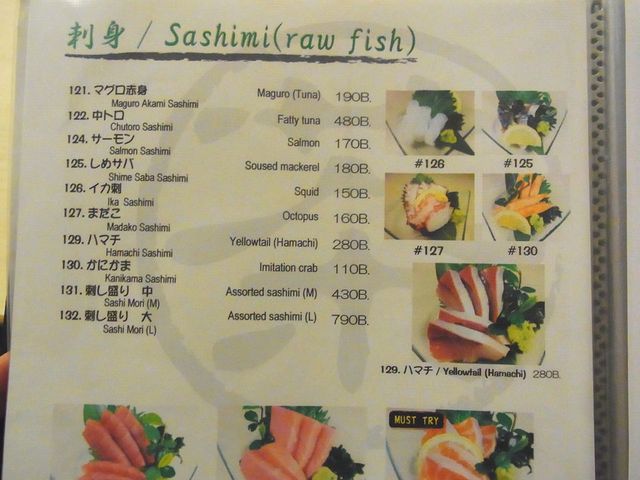 刺身 / Sashimi(raw fish)
121. マグロ赤身 Maguro (Tuna) 190B.
Maguro Akami Sashimi
122. 中トロ Fatty tuna 480B.
Chutoro Sashimi
124. サーモン Salmon 170B.
Salmon Sashimi
125. しめサバ Soused mackerel 180B.
Shime Saba Sashimi
126. イカ刺 Squid 150B.
Ika Sashimi
127. まだこ Octopus 160B.
Madako Sashimi
129. ハマチ Yellowtail (Hamachi) 280B.
Hamachi Sashimi
130. かにかま Imitation crab 110B.
Kanikama Sashimi
131. 刺し盛り 中 Assorted sashimi (M) 430B.
Sashi Mori (M)
132. 刺し盛り 大 Assorted sashimi (L) 790B.
Sashi Mori (L)
#126 #125
#127 #130
129. ハマチ / Yellowtail (Hamachi) 280B.
MUST TRY